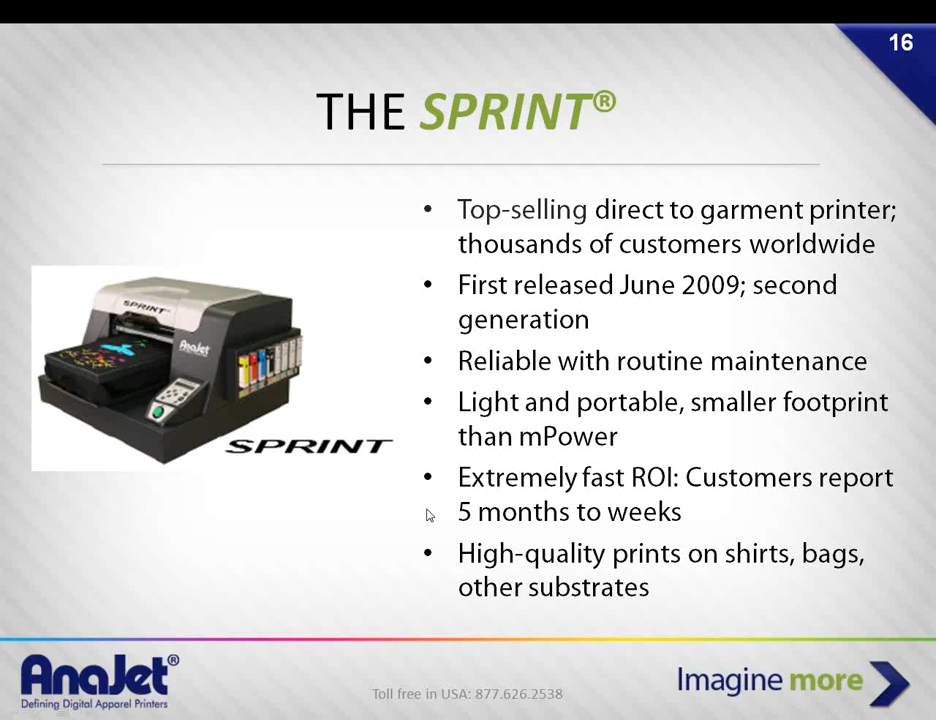 16
THE SPRINT®
• Top-selling direct to garment printer;
thousands of customers worldwide
• First released June 2009; second
generation
• Reliable with routine maintenance
• Light and portable, smaller footprint
than mPower
• Extremely fast ROI: Customers report
5 months to weeks
• High-quality prints on shirts, bags,
other substrates
SPRINT
AnaJet
SPRINT
AnaJet®
Defining Digital Apparel Printers
Toll free in USA: 877.626.2538
Imagine more